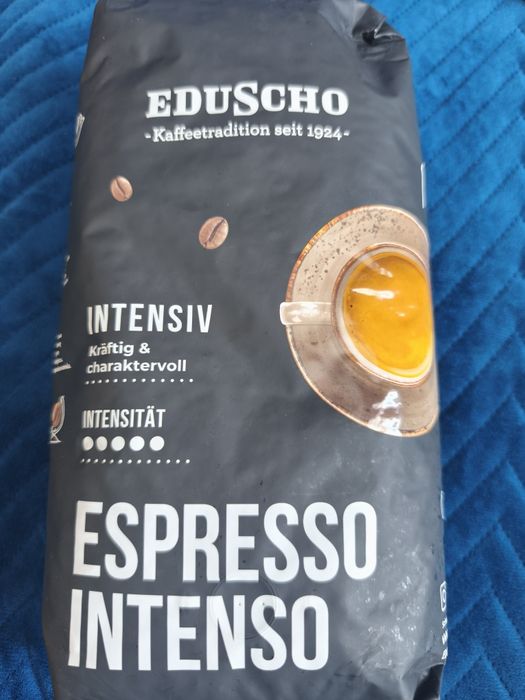 EDUSCHO
-Kaffeetradition seit 1924-
INTENSIV
Kräftig &
charaktervoll
INTENSITÄT
ESPRESSO
INTENSO